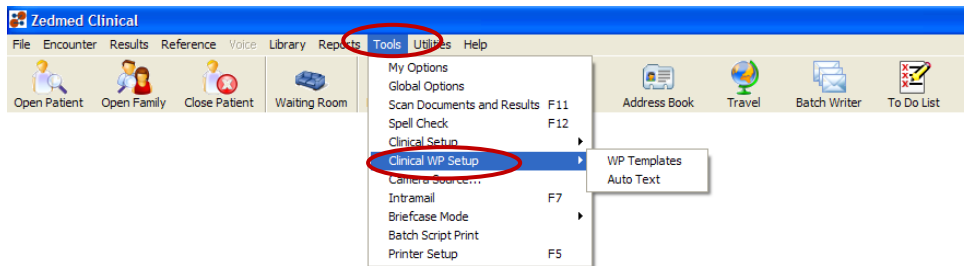 Zedmed Clinical
File Encounter Results Reference Voice Library Reports Tools Utilities Help
Open Patient Open Family Close Patient Waiting Room Address Book Travel Batch Writer To Do List
My Options
Global Options
Scan Documents and Results F11
Spell Check F12
Clinical Setup
Clinical WP Setup
WP Templates
Auto Text
Camera Source...
Intramail F7
Briefcase Mode
Batch Script Print
Printer Setup F5